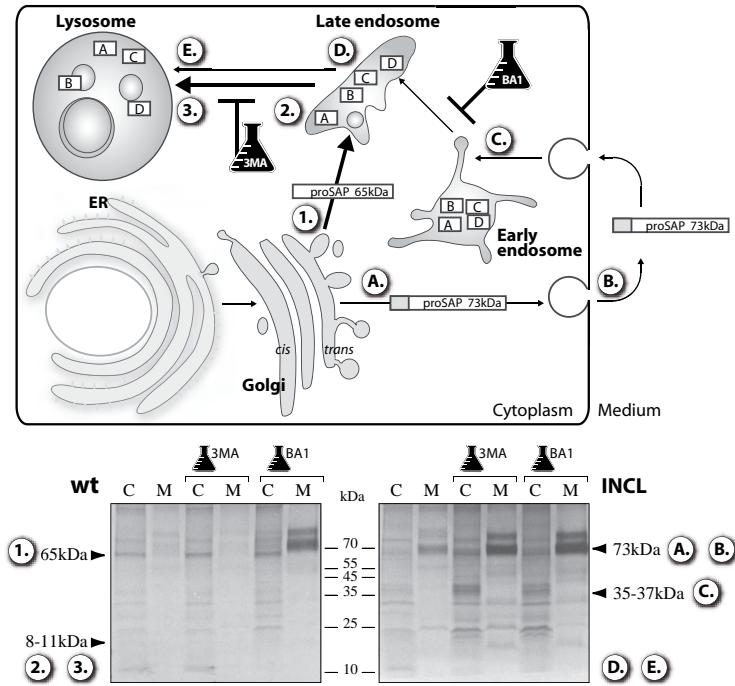 Lysosome
Late endosome
E.
D.
A
C
B
D
3.
2.
3MA
BA1
D
C
B
A
C.
proSAP 65kDa
1.
B C
A D
Early
endosome
proSAP 73kDa
ER
A.
proSAP 73kDa
B.
cis
trans
Golgi
Cytoplasm
Medium
3MA
BA1
3MA
BA1
wt
C M C M C M
kDa
C M C M C M
INCL
1.
65kDa
8-11kDa
2.
3.
70
55
45
35
25
10
73kDa
A.
B.
35-37kDa
C.
D.
E.